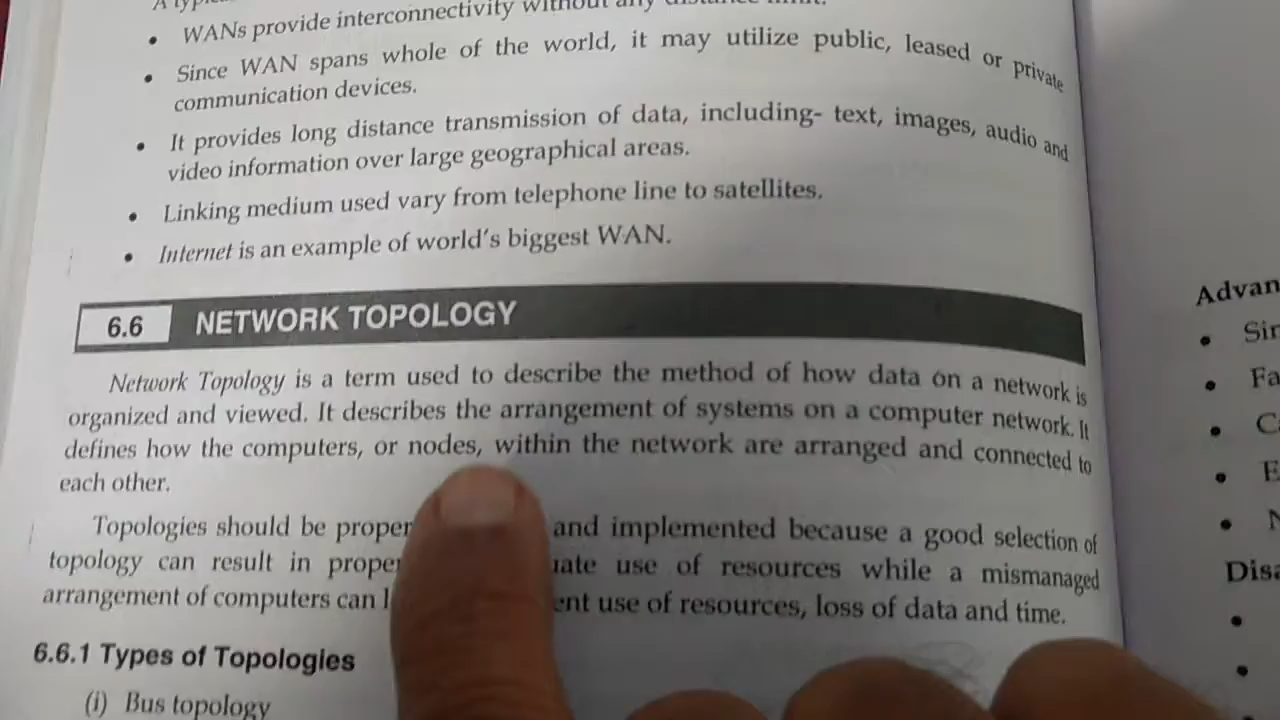 A
• WANs provide interconnectivity without any distance limit.
• Since WAN spans whole of the world, it may utilize public, leased or private
communication devices.
• It provides long distance transmission of data, including- text, images, audio and
video information over large geographical areas.
• Linking medium used vary from telephone line to satellites.
• Internet is an example of world's biggest WAN.
6.6 NETWORK TOPOLOGY
Network Topology is a term used to describe the method of how data on a network is
organized and viewed. It describes the arrangement of systems on a computer network. It
defines how the computers, or nodes, within the network are arranged and connected to
each other.
Topologies should be and implemented because a good selection of
topology can result in use of resources while a mismanaged
arrangement of computers can use of resources, loss of data and time.
6.6.1 Types of Topologies
(i) Bus topology
Advan
• Sin
• Fa
• C
• E
• N
Disa
•
•